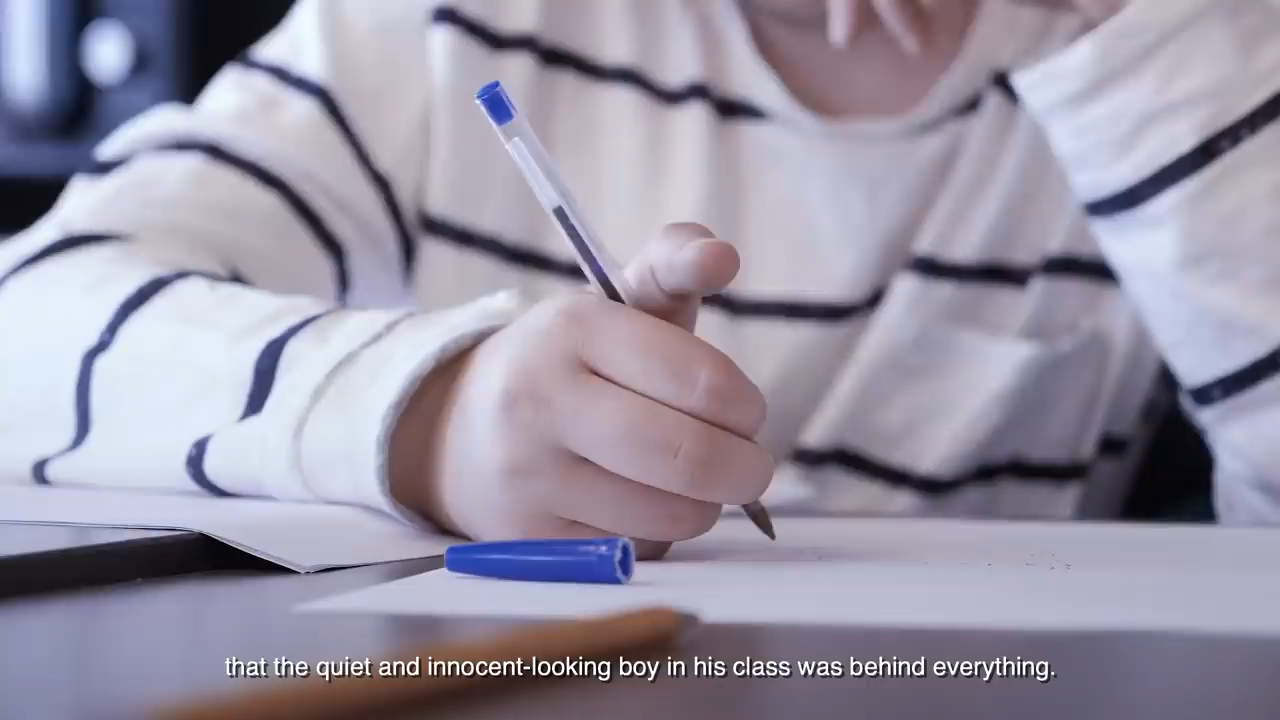 that the quiet and innocent-looking boy in his class was behind everything.